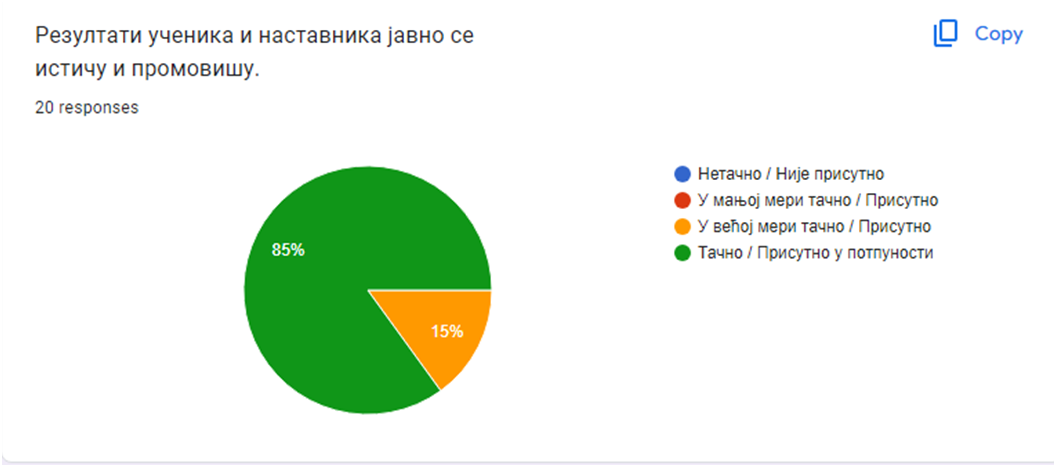 Резултати ученика и наставника јавно се
истичу и промовишу.
Copy
20 responses
85%
15%
Нетачно / Није присутно
У мањој мери тачно / Присутно
У већој мери тачно / Присутно
Тачно / Присутно у потпуности